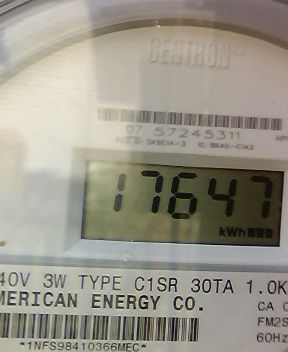 CENTRON®
07 57245311
17647
kWh
40V 3W TYPE C1SR 30TA 1.0K
MERICAN ENERGY CO.
CA
FM2S
60Hz
*1NFS98410366MEC*